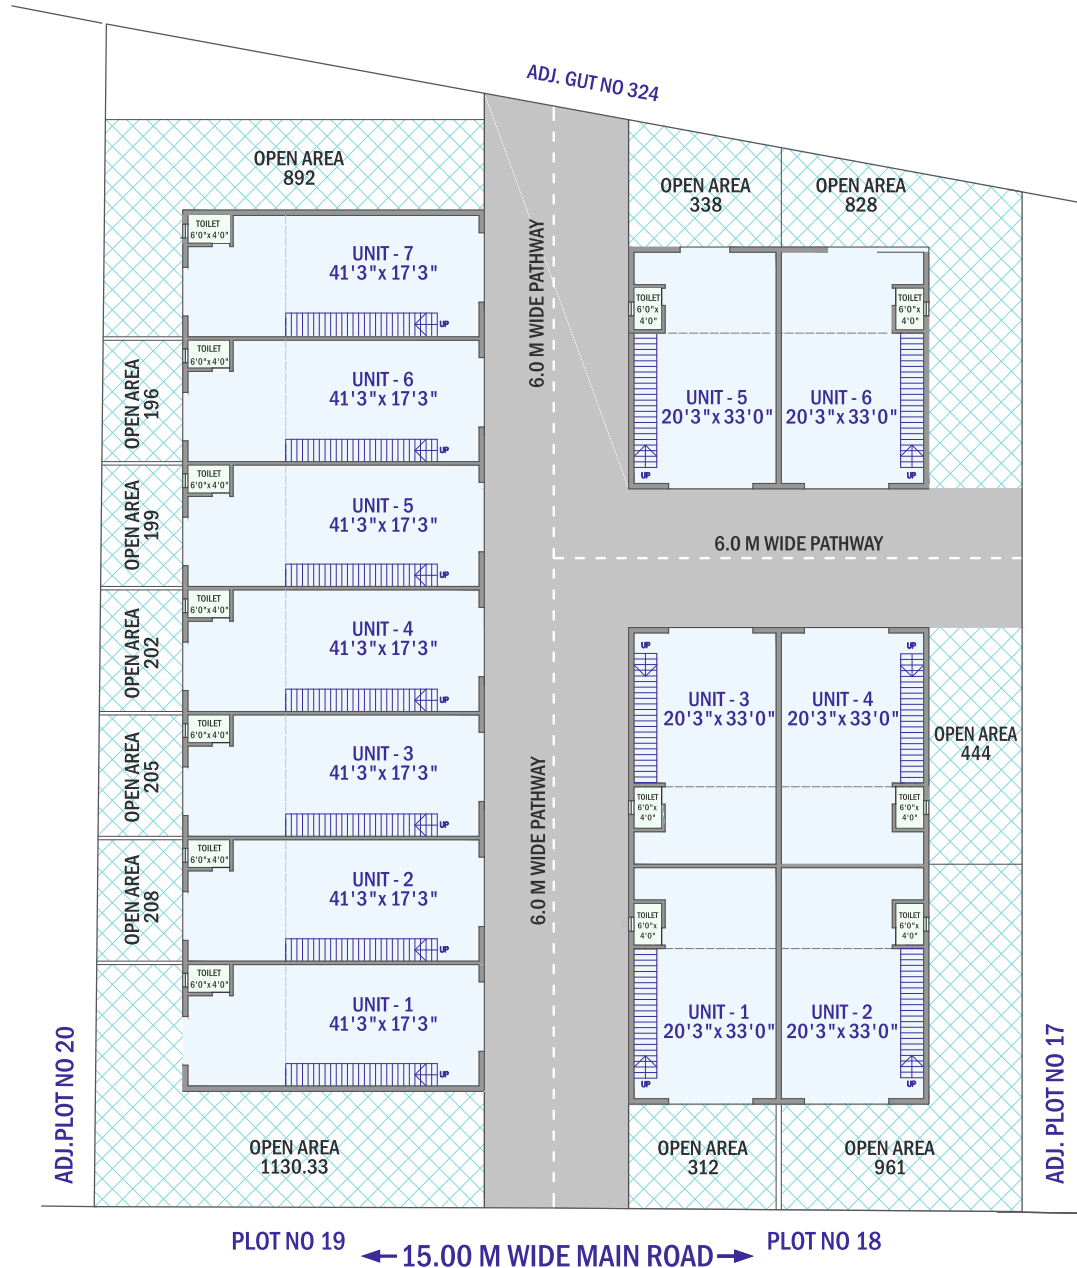 ADJ. GUT NO 324
OPEN AREA
892
OPEN AREA
338
OPEN AREA
828
TOILET
6'0"x4'0"
UNIT - 7
41'3"x 17'3"
UP
6.0 M WIDE PATHWAY
TOILET
6'0"x
4'0"
TOILET
6'0"x
4'0"
OPEN AREA
196
TOILET
6'0"x4'0"
UNIT - 6
41'3"x 17'3"
UP
UNIT - 5
20'3"x33'0"
UP
UNIT - 6
20'3"x33'0"
UP
OPEN AREA
199
TOILET
6'0"x4'0"
UNIT - 5
41'3"x 17'3"
UP
6.0 M WIDE PATHWAY
OPEN AREA
202
TOILET
6'0"x4'0"
UNIT - 4
41'3"x 17'3"
UP
UP
UNIT - 3
20'3"x33'0"
UP
UNIT - 4
20'3"x33'0"
OPEN AREA
444
OPEN AREA
205
TOILET
6'0"x4'0"
UNIT - 3
41'3"x 17'3"
UP
6.0 M WIDE PATHWAY
TOILET
6'0"x
4'0"
TOILET
6'0"x
4'0"
OPEN AREA
208
TOILET
6'0"x4'0"
UNIT - 2
41'3"x 17'3"
UP
TOILET
6'0"x
4'0"
TOILET
6'0"x
4'0"
TOILET
6'0"x4'0"
UNIT - 1
41'3"x 17'3"
UP
UNIT - 1
20'3"x33'0"
UP
UNIT - 2
20'3"x33'0"
UP
ADJ.PLOT NO 20
ADJ. PLOT NO 17
OPEN AREA
1130.33
OPEN AREA
312
OPEN AREA
961
PLOT NO 19
15.00 M WIDE MAIN ROAD
PLOT NO 18